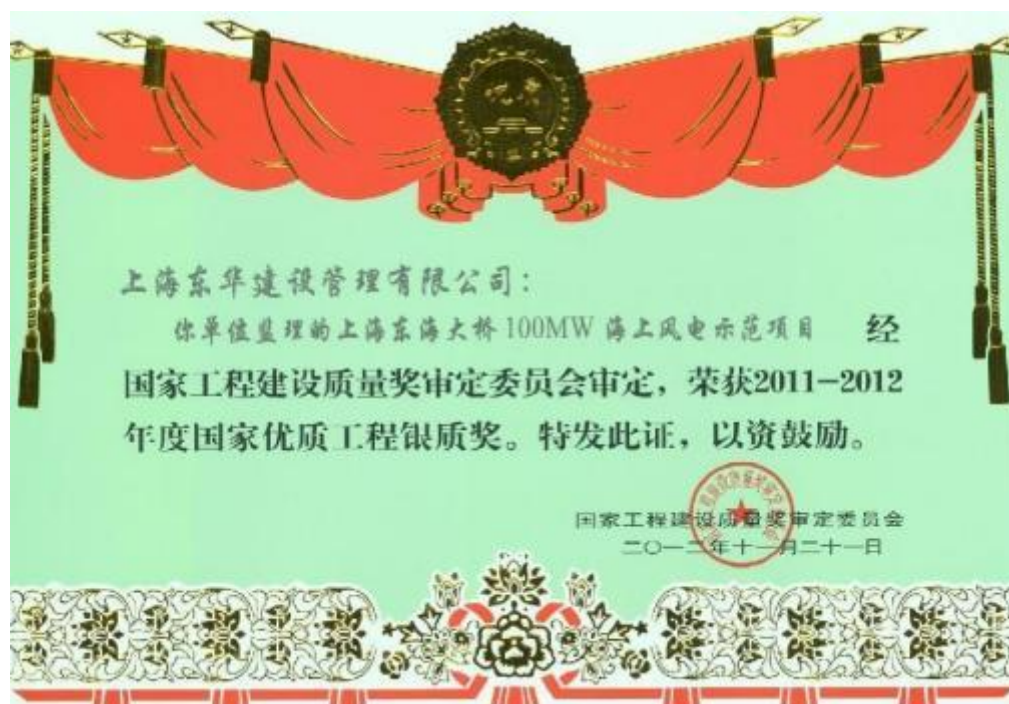 上海东华建设管理有限公司：
你单位监理的上海东海大桥100MW海上风电示范项目 经
国家工程建设质量奖审定委员会审定，荣获2011-2012
年度国家优质工程银质奖。特发此证，以资鼓励。
国家工程建设质量奖审定委员会
二〇一二年十一月二十一日